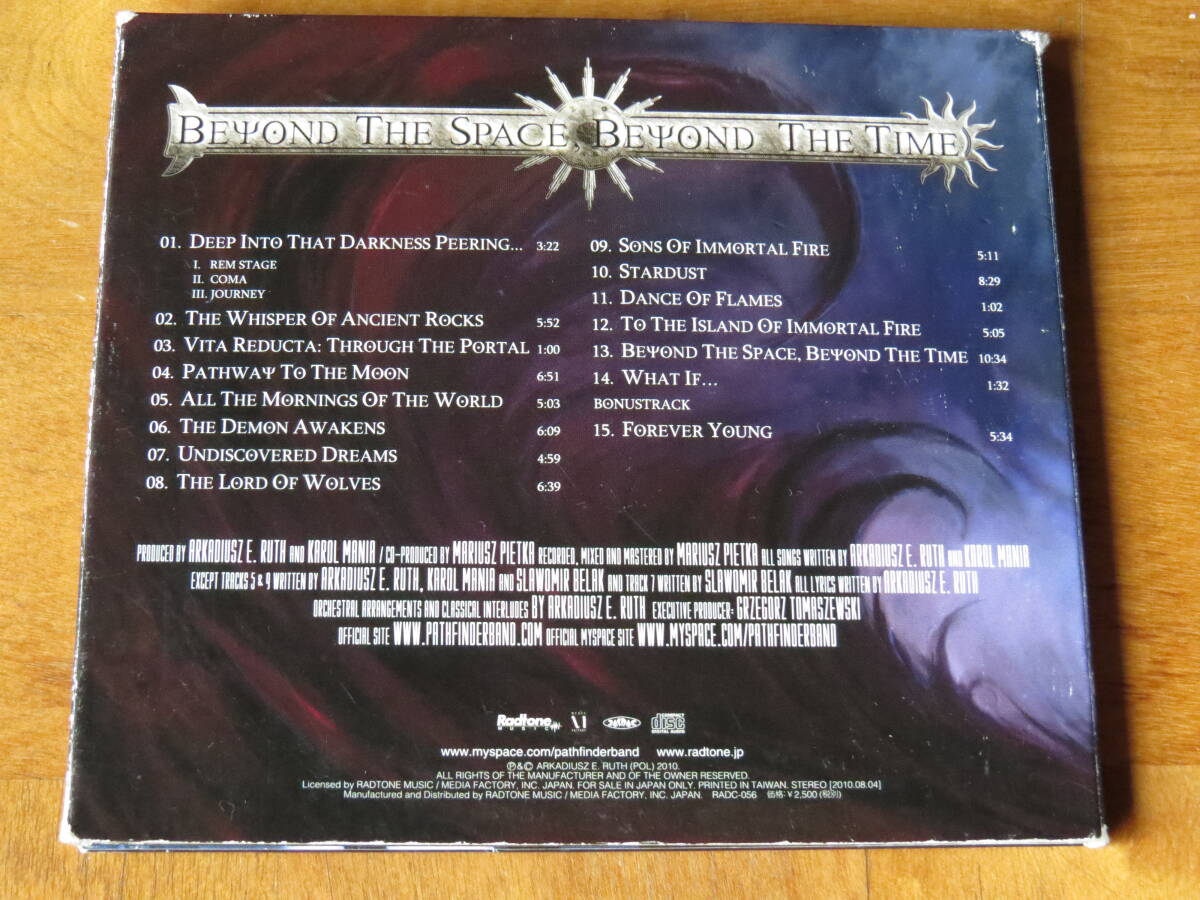 BEYOND THE SPACE, BEYOND THE TIME
01. DEEP INTO THAT DARKNESS PEERING... 3:22
I. REM STAGE
II. COMA
III. JOURNEY
02. THE WHISPER OF ANCIENT ROCKS 5:52
03. VITA REDUCTA: THROUGH THE PORTAL 1:00
04. PATHWAY TO THE MOON 6:51
05. ALL THE MORNINGS OF THE WORLD 5:03
06. THE DEMON AWAKENS 6:09
07. UNDISCOVERED DREAMS 4:59
08. THE LORD OF WOLVES 6:39
09. SONS OF IMMORTAL FIRE 5:11
10. STARDUST 8:29
11. DANCE OF FLAMES 1:02
12. TO THE ISLAND OF IMMORTAL FIRE 5:05
13. BEYOND THE SPACE, BEYOND THE TIME 10:34
14. WHAT IF... 1:32
BONUSTRACK
15. FOREVER YOUNG 5:34
PRODUCED BY ARKADIUSZ E. RUTH AND KAROL MANIA / CO-PRODUCED BY MARIUSZ PIETKA RECORDED, MIXED AND MASTERED BY MARIUSZ PIETKA ALL SONGS WRITTEN BY ARKADIUSZ E. RUTH AND KAROL MANIA
EXCEPT TRACKS 5 & 9 WRITTEN BY ARKADIUSZ E. RUTH, KAROL MANIA AND SLAWOMIR BELAK AND TRACK 7 WRITTEN BY SLAWOMIR BELAK ALL LYRICS WRITTEN BY ARKADIUSZ E. RUTH
ORCHESTRAL ARRANGEMENTS AND CLASSICAL INTERLUDES BY ARKADIUSZ E. RUTH EXECUTIVE PRODUCER: GRZEGORZ TOMASZEWSKI
OFFICIAL SITE WWW.PATHFINDERBAND.COM OFFICIAL MYSPACE SITE WWW.MYSPACE.COM/PATHFINDERBAND
Radtone MUSIC COMPACT disc DIGITAL AUDIO
www.myspace.com/pathfinderband www.radtone.jp
℗&© ARKADIUSZ E. RUTH (POL) 2010.
ALL RIGHTS OF THE MANUFACTURER AND OF THE OWNER RESERVED.
Licensed by RADTONE MUSIC / MEDIA FACTORY, INC. JAPAN. FOR SALE IN JAPAN ONLY. PRINTED IN TAIWAN. STEREO [2010.08.04]
Manufactured and Distributed by RADTONE MUSIC / MEDIA FACTORY, INC. JAPAN. RADC-056 価格:¥2,500(税別)